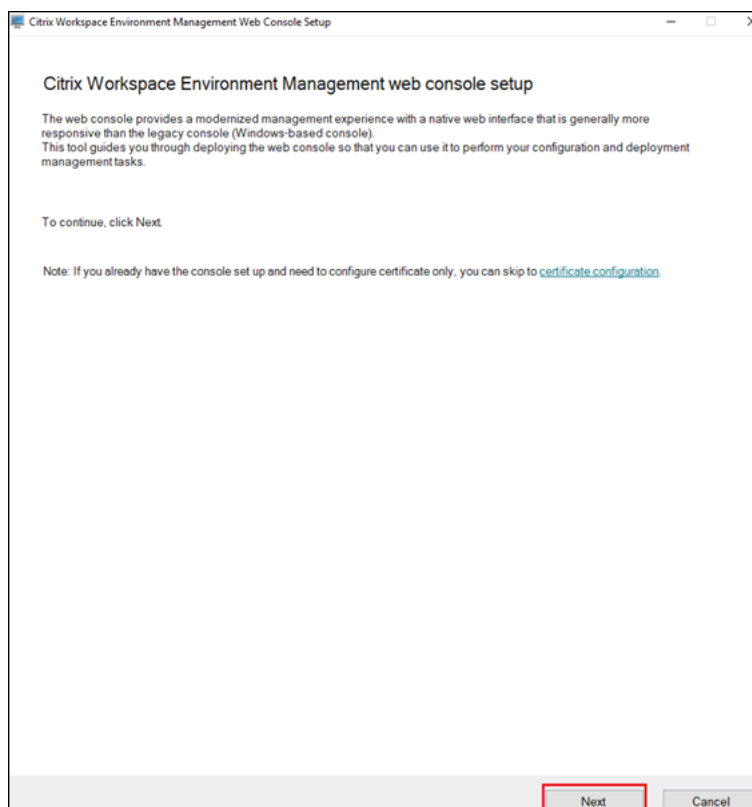 Citrix Workspace Environment Management Web Console Setup
Citrix Workspace Environment Management web console setup
The web console provides a modernized management experience with a native web interface that is generally more
responsive than the legacy console (Windows-based console).
This tool guides you through deploying the web console so that you can use it to perform your configuration and deployment
management tasks.
To continue, click Next.
Note: If you already have the console set up and need to configure certificate only, you can skip to certificate configuration.
Next
Cancel